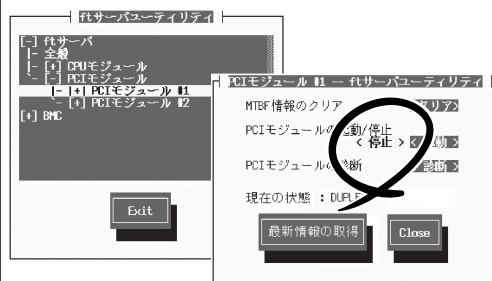 ftサーバユーティリティ
[-] ftサーバ
|- 全般
|- [+] CPUモジュール
`- [-] PCIモジュール
|- [+] PCIモジュール #1
`- [+] PCIモジュール #2
[+] BMC
Exit
PCIモジュール #1 -- ftサーバユーティリティ
MTBF情報のクリア リア>
PCIモジュールの起動/停止
< 停止 > 動 >
PCIモジュールの診断 診断 >
現在の状態 : DUPLE
最新情報の取得 Close